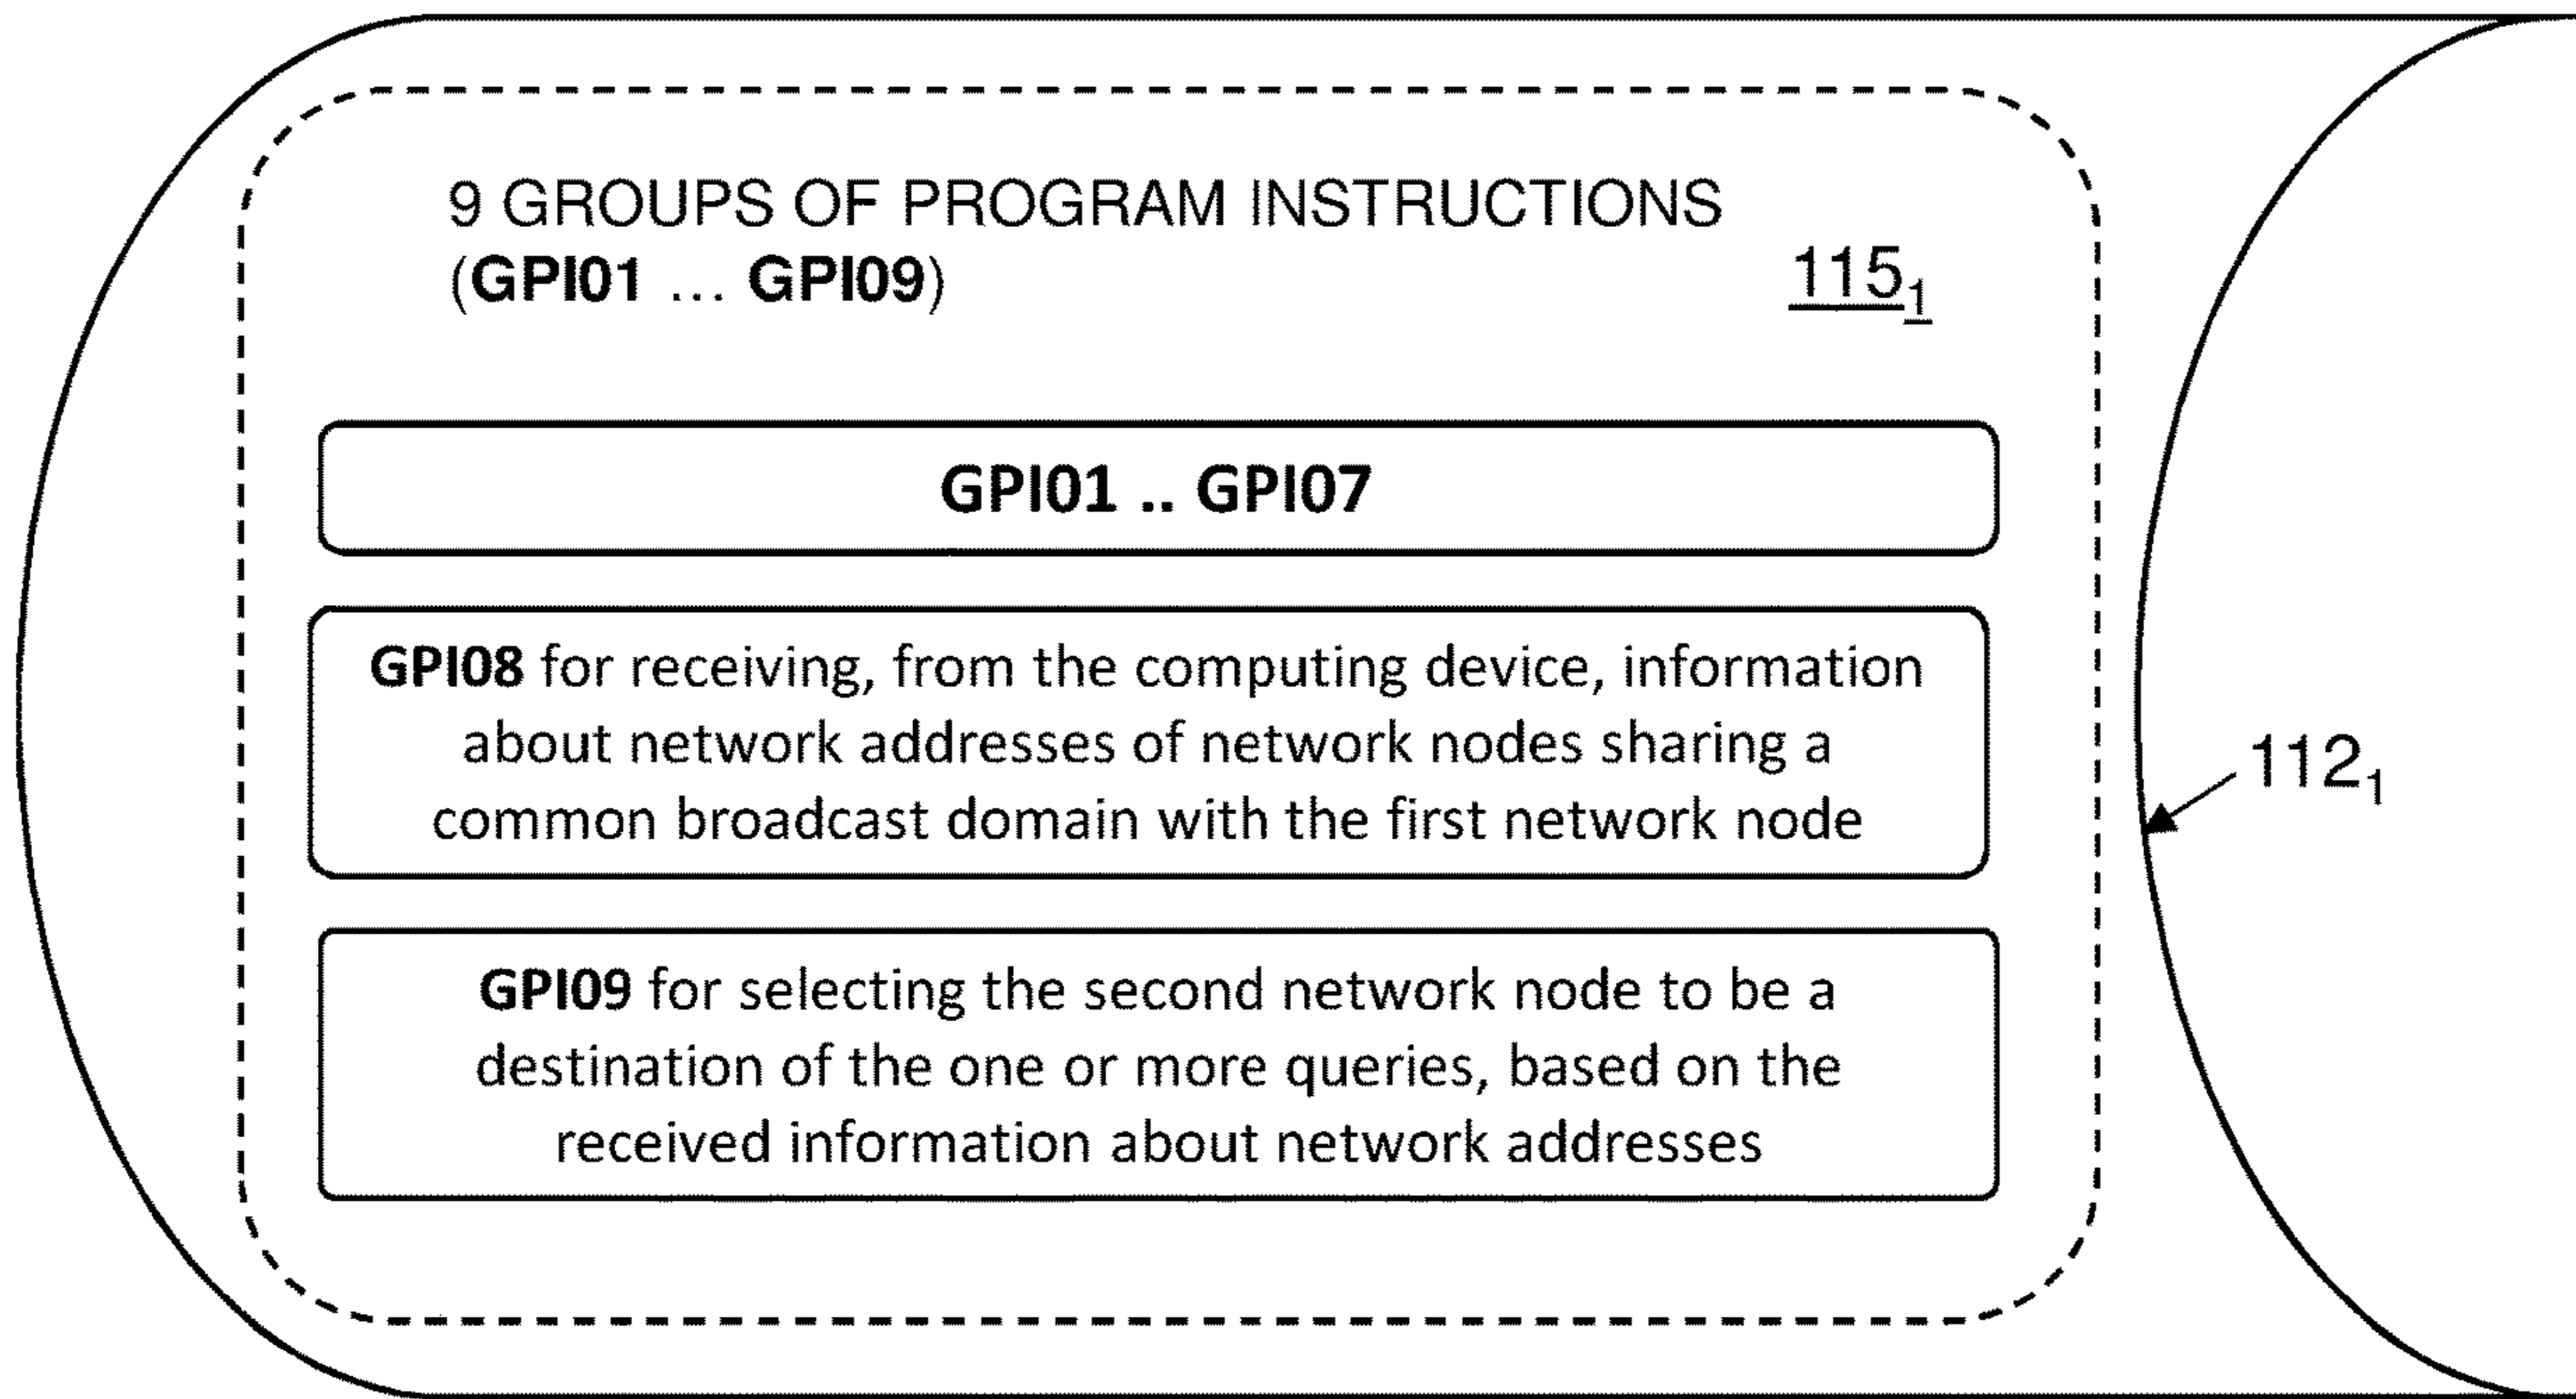 9 GROUPS OF PROGRAM INSTRUCTIONS
(GPI01 ... GPI09)
115₁
GPI01 .. GPI07
GPI08 for receiving, from the computing device, information
about network addresses of network nodes sharing a
common broadcast domain with the first network node
112₁
GPI09 for selecting the second network node to be a
destination of the one or more queries, based on the
received information about network addresses